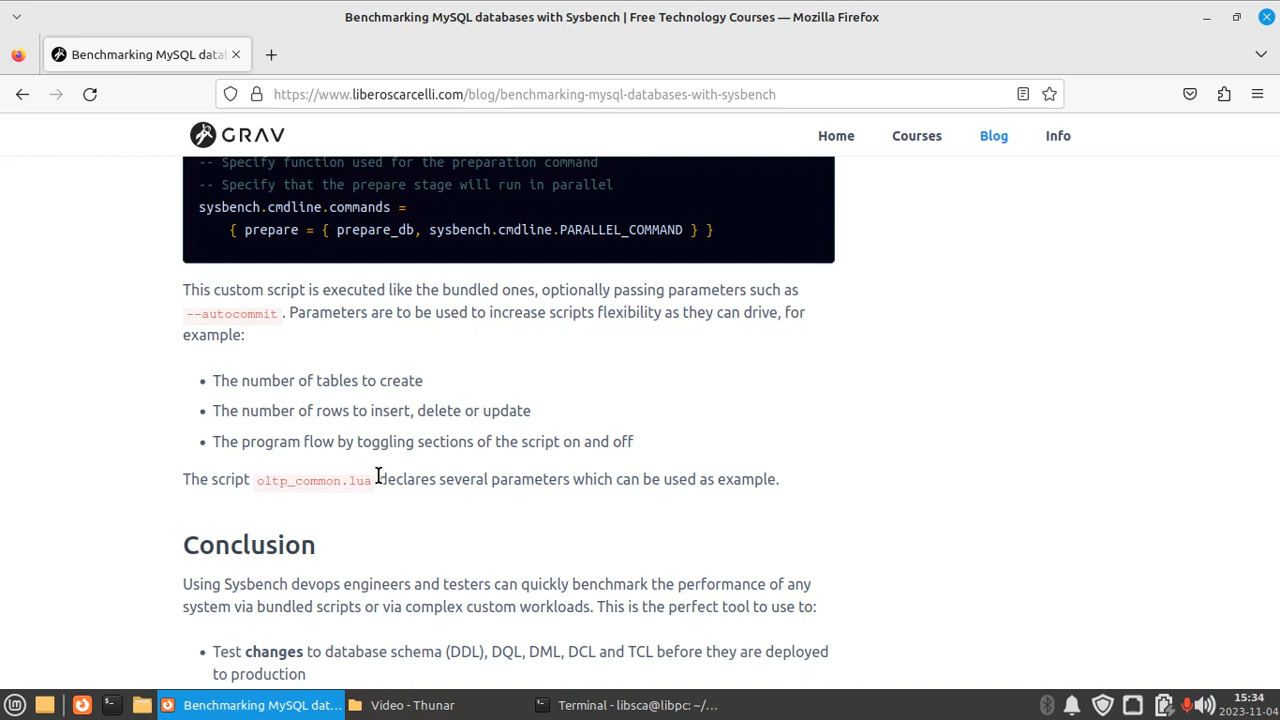 Benchmarking MySQL databases with Sysbench | Free Technology Courses — Mozilla Firefox
Benchmarking MySQL datal
https://www.liberoscarcelli.com/blog/benchmarking-mysql-databases-with-sysbench
GRAV
Home Courses Blog Info
-- Specify function used for the preparation command
-- Specify that the prepare stage will run in parallel
sysbench.cmdline.commands =
{ prepare = { prepare_db, sysbench.cmdline.PARALLEL_COMMAND } }
This custom script is executed like the bundled ones, optionally passing parameters such as
--autocommit. Parameters are to be used to increase scripts flexibility as they can drive, for
example:
• The number of tables to create
• The number of rows to insert, delete or update
• The program flow by toggling sections of the script on and off
The script oltp_common.lua declares several parameters which can be used as example.
Conclusion
Using Sysbench devops engineers and testers can quickly benchmark the performance of any
system via bundled scripts or via complex custom workloads. This is the perfect tool to use to:
• Test changes to database schema (DDL), DQL, DML, DCL and TCL before they are deployed
to production
Benchmarking MySQL dat...
Video - Thunar
Terminal - libsca@libpc: ~/...
15:34
2023-11-04